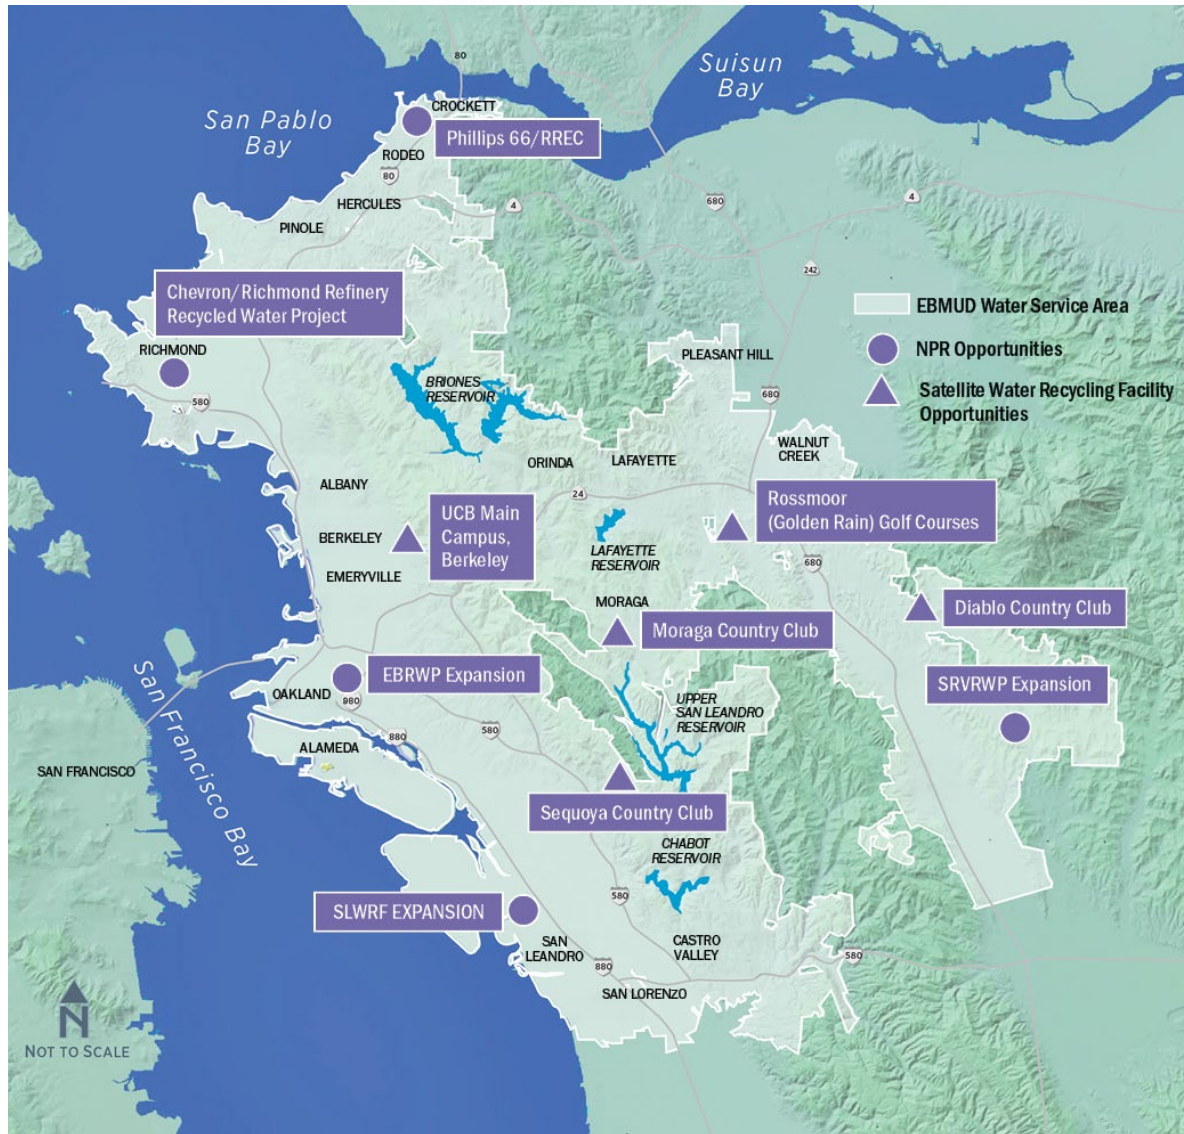 80
Suisun
Bay
San Pablo
Bay
CROCKETT
Phillips 66/RREC
RODEO
80
HERCULES
4
680
4
PINOLE
242
Chevron/Richmond Refinery
Recycled Water Project
EBMUD Water Service Area
NPR Opportunities
Satellite Water Recycling Facility
Opportunities
RICHMOND
580
PLEASANT HILL
BRIONES
RESERVOIR
680
WALNUT
CREEK
ORINDA
LAFAYETTE
ALBANY
24
UCB Main
Campus,
Berkeley
Rossmoor
(Golden Rain) Golf Courses
BERKELEY
LAFAYETTE
RESERVOIR
680
EMERYVILLE
MORAGA
Diablo Country Club
Moraga Country Club
San Francisco Bay
EBRWP Expansion
SRVRWP Expansion
OAKLAND
980
UPPER
SAN LEANDRO
RESERVOIR
580
880
ALAMEDA
SAN FRANCISCO
Sequoya Country Club
CHABOT
RESERVOIR
580
SLWRF EXPANSION
SAN
LEANDRO
CASTRO
VALLEY
580
880
SAN LORENZO
N
NOT TO SCALE